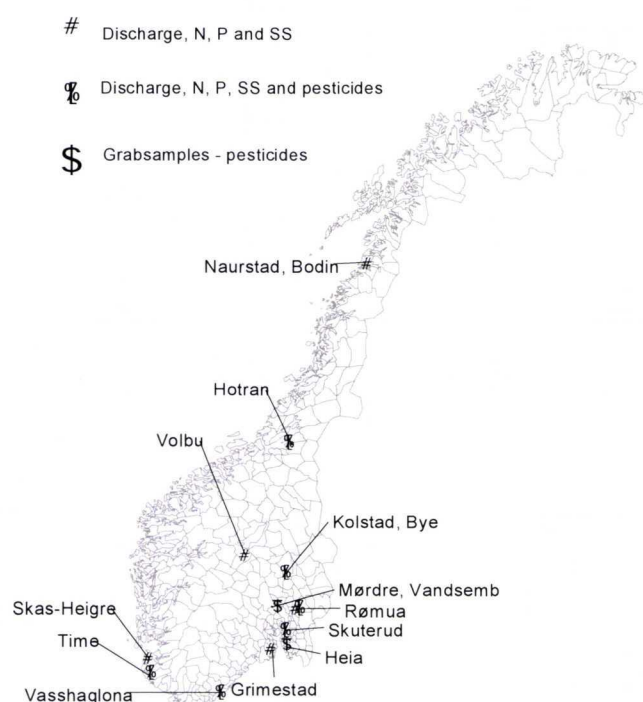 # Discharge, N, P and SS
% Discharge, N, P, SS and pesticides
$ Grabsamples - pesticides
Naurstad, Bodin #
Hotran
%
Volbu
#
Kolstad, Bye
%
Mørdre, Vandsemb
$ # %
Rømua
Skuterud
%
Heia
$
Skas-Heigre
#
Time
%
Vasshaglona %
Grimestad
#